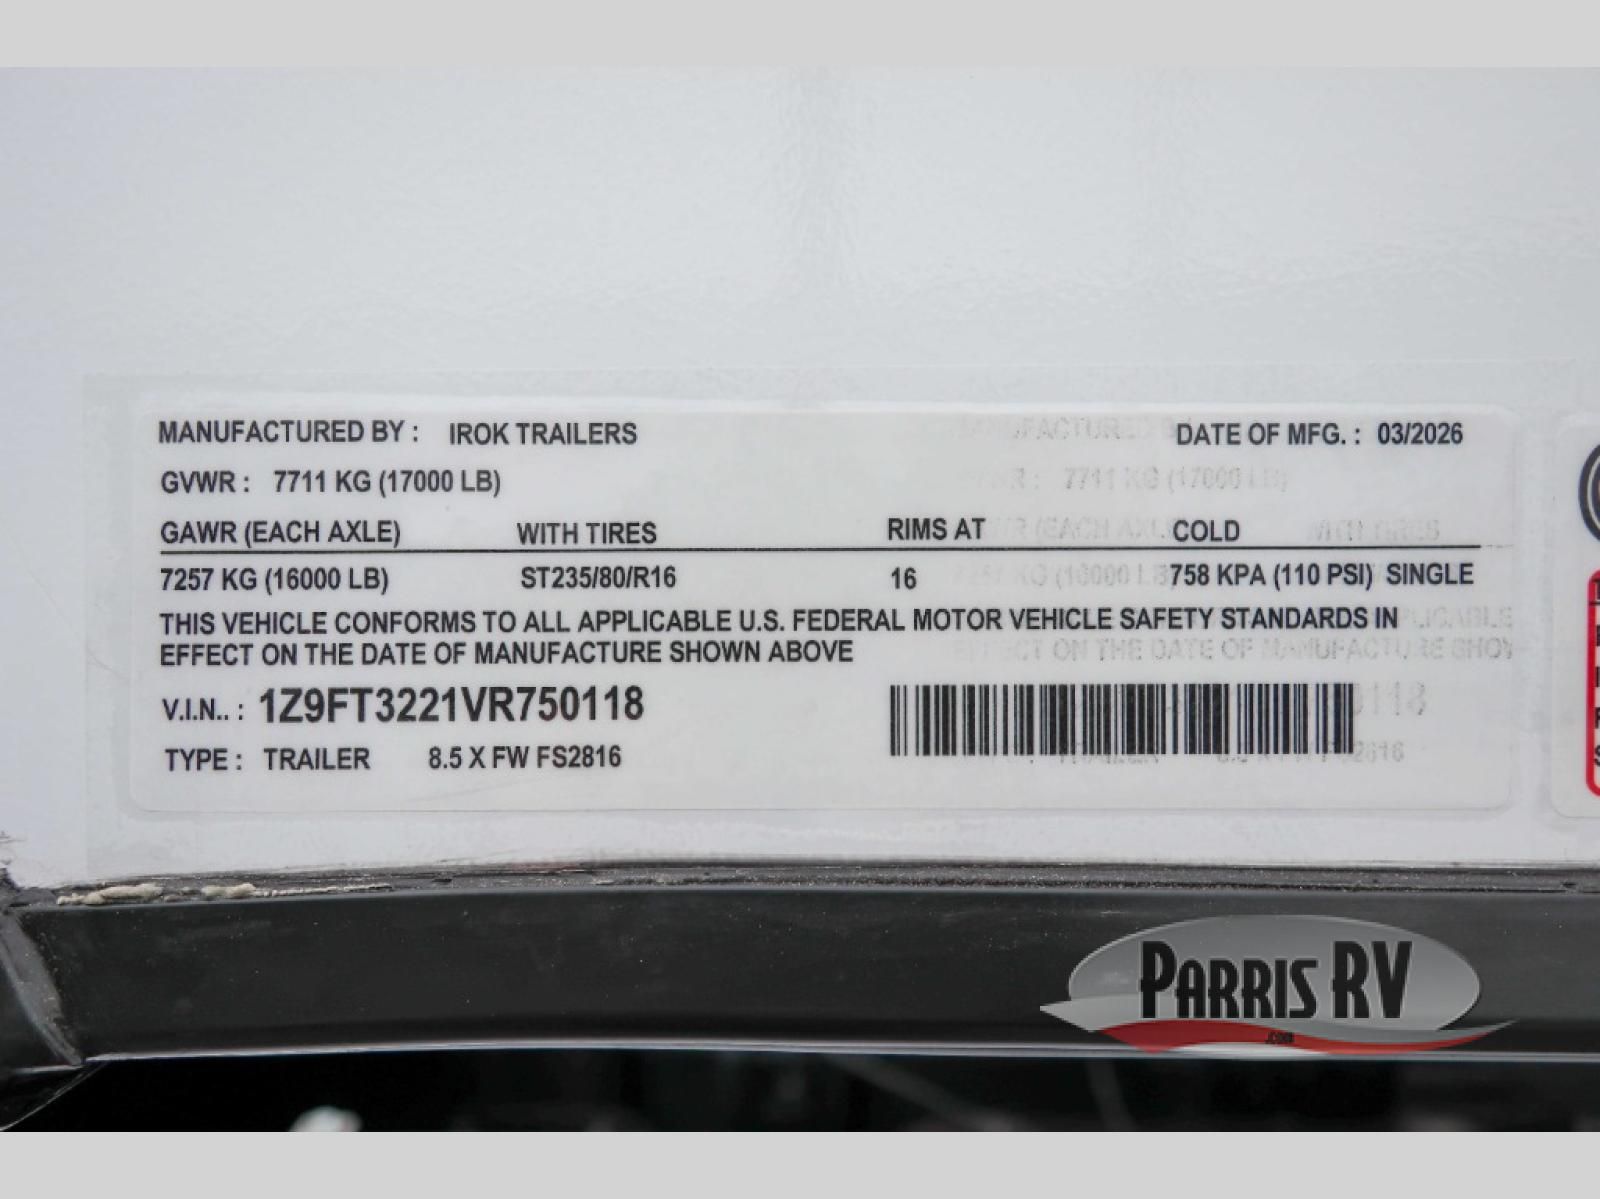 MANUFACTURED BY : IROK TRAILERS DATE OF MFG. : 03/2026
GVWR : 7711 KG (17000 LB)
GAWR (EACH AXLE) WITH TIRES RIMS AT COLD
7257 KG (16000 LB) ST235/80/R16 16 758 KPA (110 PSI) SINGLE
THIS VEHICLE CONFORMS TO ALL APPLICABLE U.S. FEDERAL MOTOR VEHICLE SAFETY STANDARDS IN
EFFECT ON THE DATE OF MANUFACTURE SHOWN ABOVE
V.I.N.. : 1Z9FT3221VR750118
TYPE : TRAILER 8.5 X FW FS2816
PARRIS RV
.COM